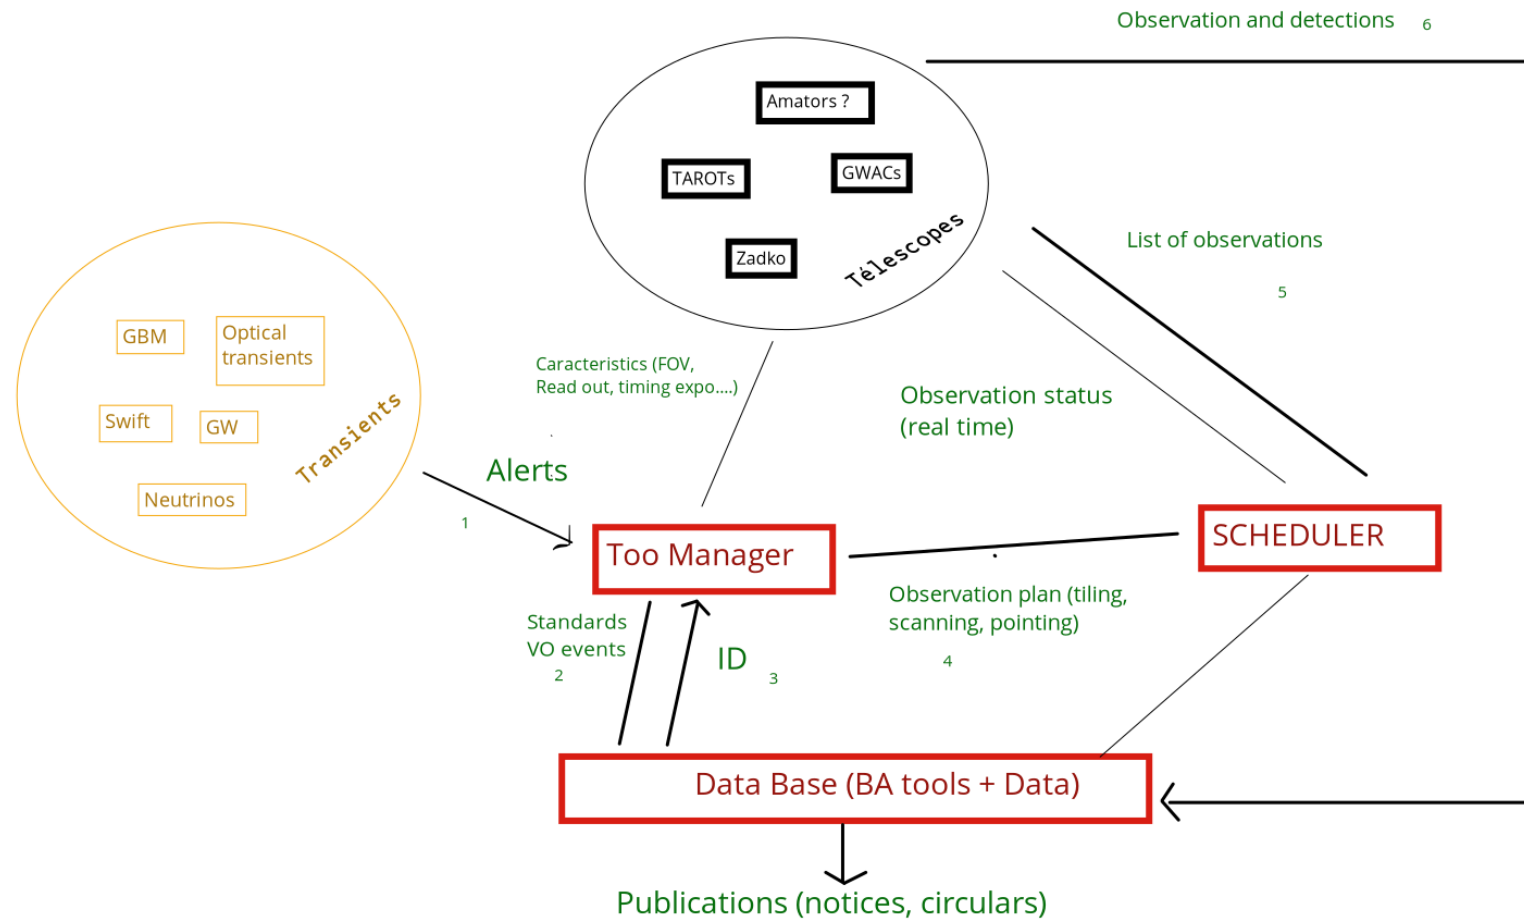 Observation and detections 6
Amators ?
TAROTs
GWACs
Zadko
Télescopes
List of observations
5
GBM
Optical
transients
Swift
GW
Neutrinos
Transients
Caracteristics (FOV,
Read out, timing expo....)
Observation status
(real time)
Alerts
1
Too Manager
SCHEDULER
Standards
VO events
2
ID
3
Observation plan (tiling,
scanning, pointing)
4
Data Base (BA tools + Data)
Publications (notices, circulars)